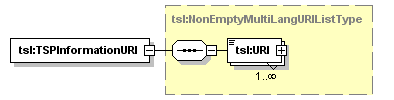 tsl:NonEmptyMultiLangURIListType
tsl:TSPInformationURI
tsl:URI
1..∞